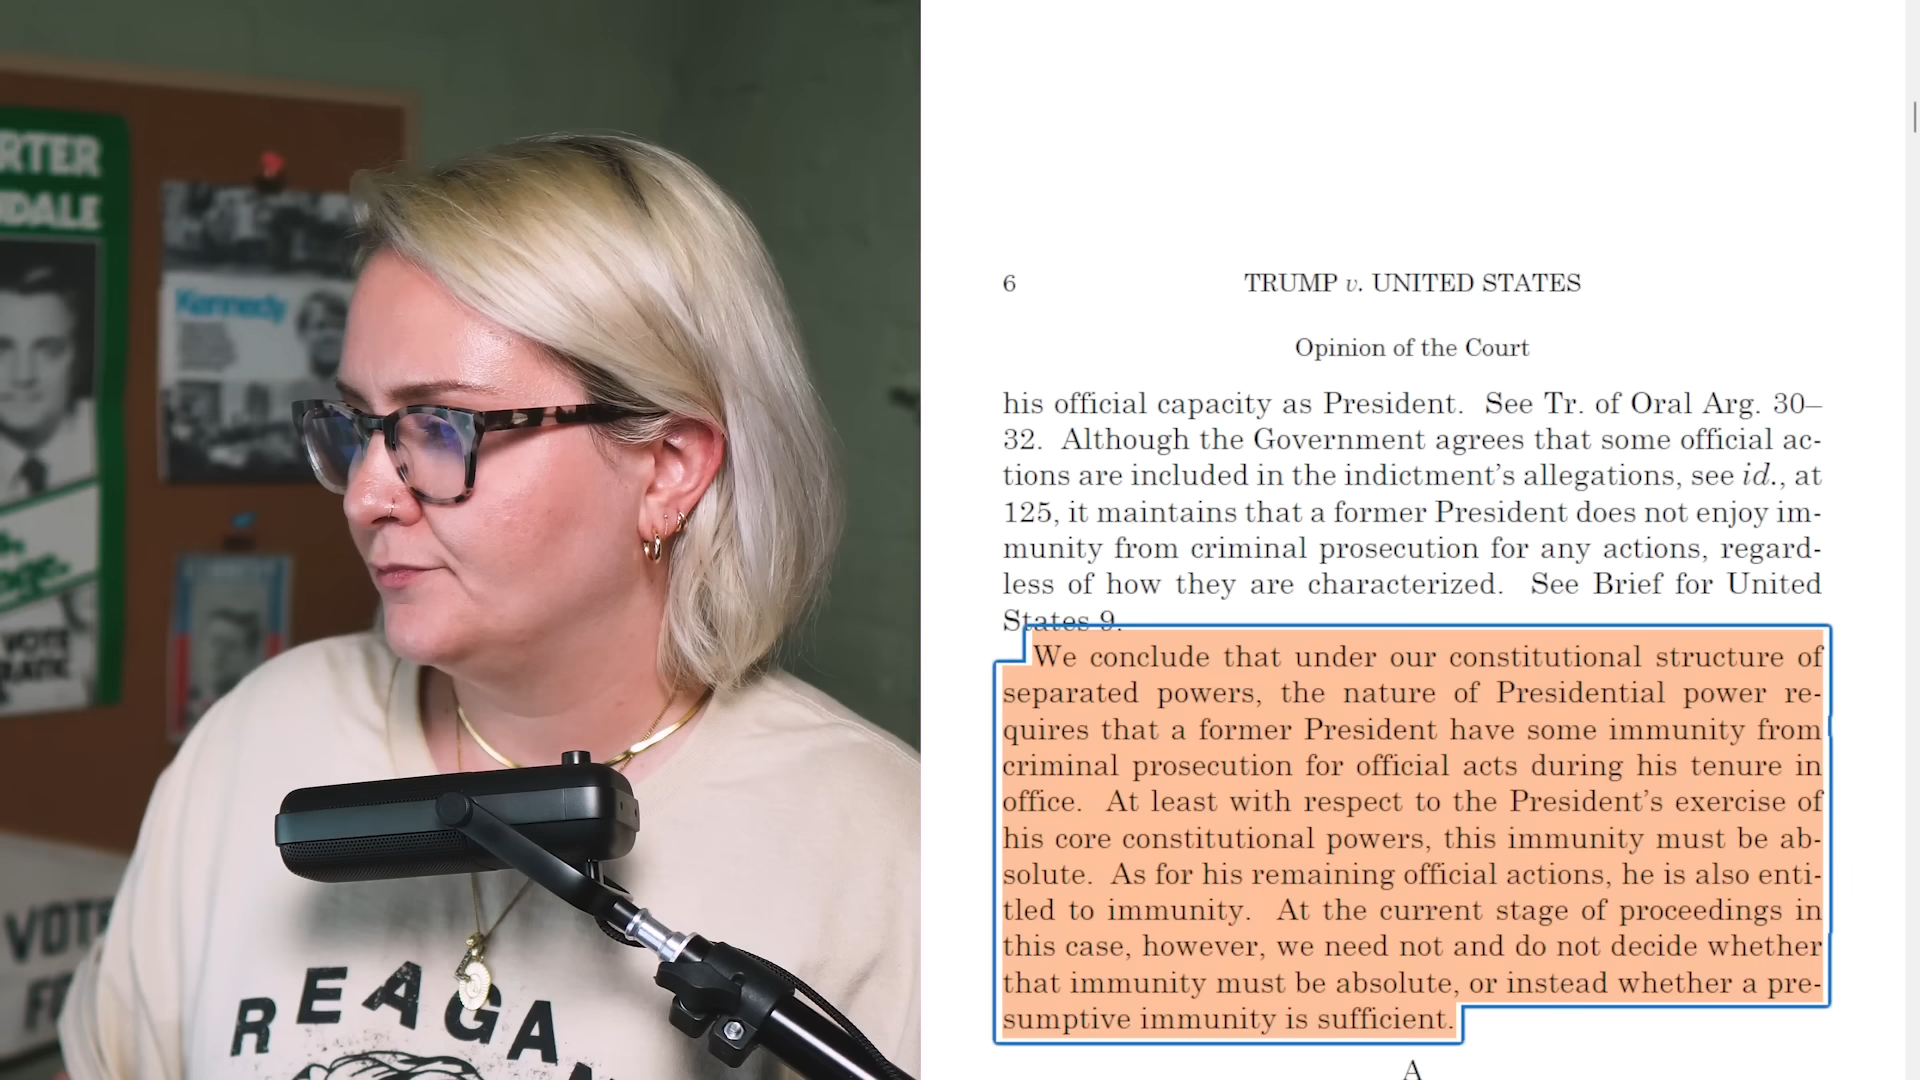 RTER
DALE
Kennedy
VOTE
VOTE
REAGAN
6
TRUMP v. UNITED STATES
Opinion of the Court
his official capacity as President. See Tr. of Oral Arg. 30–
32. Although the Government agrees that some official ac-
tions are included in the indictment’s allegations, see id., at
125, it maintains that a former President does not enjoy im-
munity from criminal prosecution for any actions, regard-
less of how they are characterized. See Brief for United
States 9.
We conclude that under our constitutional structure of
separated powers, the nature of Presidential power re-
quires that a former President have some immunity from
criminal prosecution for official acts during his tenure in
office. At least with respect to the President’s exercise of
his core constitutional powers, this immunity must be ab-
solute. As for his remaining official actions, he is also enti-
tled to immunity. At the current stage of proceedings in
this case, however, we need not and do not decide whether
that immunity must be absolute, or instead whether a pre-
sumptive immunity is sufficient.
A